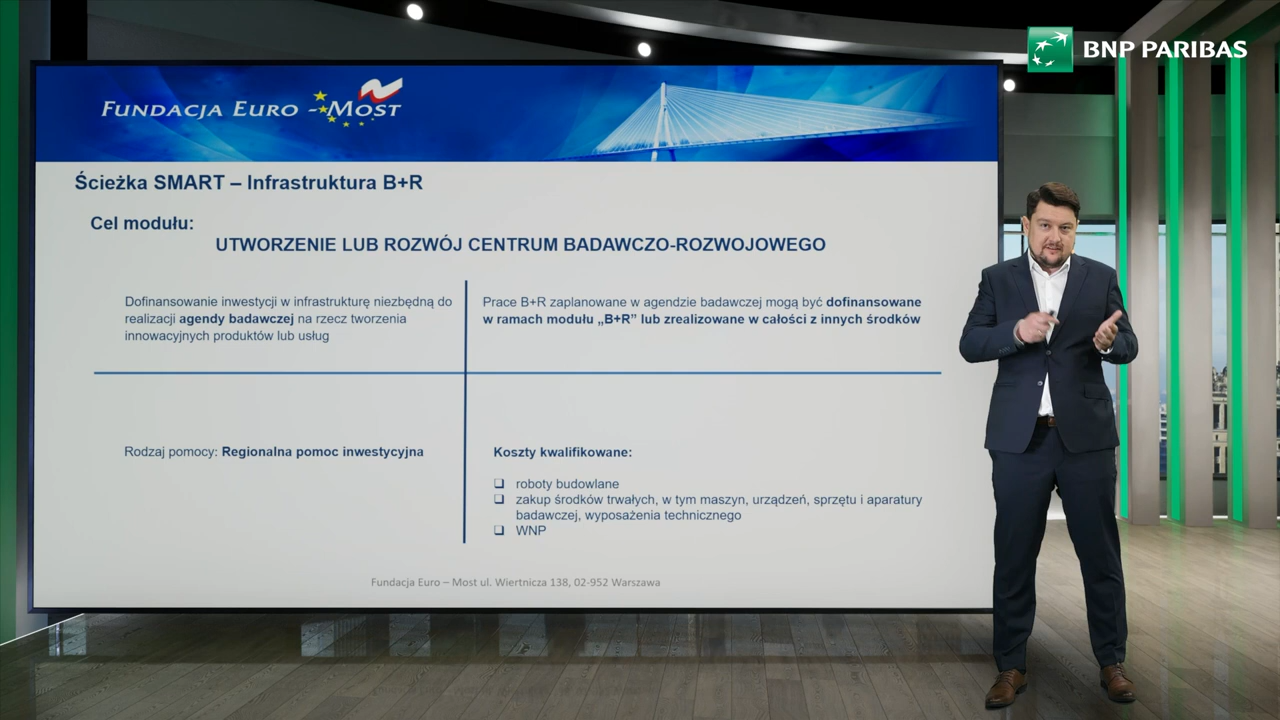 BNP PARIBAS
FUNDACJA EURO - MOST
Ścieżka SMART – Infrastruktura B+R
Cel modułu:
UTWORZENIE LUB ROZWÓJ CENTRUM BADAWCZO-ROZWOJOWEGO
Dofinansowanie inwestycji w infrastrukturę niezbędną do
realizacji agendy badawczej na rzecz tworzenia
innowacyjnych produktów lub usług
Prace B+R zaplanowane w agendzie badawczej mogą być dofinansowane
w ramach modułu „B+R” lub zrealizowane w całości z innych środków
Rodzaj pomocy: Regionalna pomoc inwestycyjna
Koszty kwalifikowane:
❑ roboty budowlane
❑ zakup środków trwałych, w tym maszyn, urządzeń, sprzętu i aparatury
badawczej, wyposażenia technicznego
❑ WNP
Fundacja Euro – Most ul. Wiertnicza 138, 02-952 Warszawa